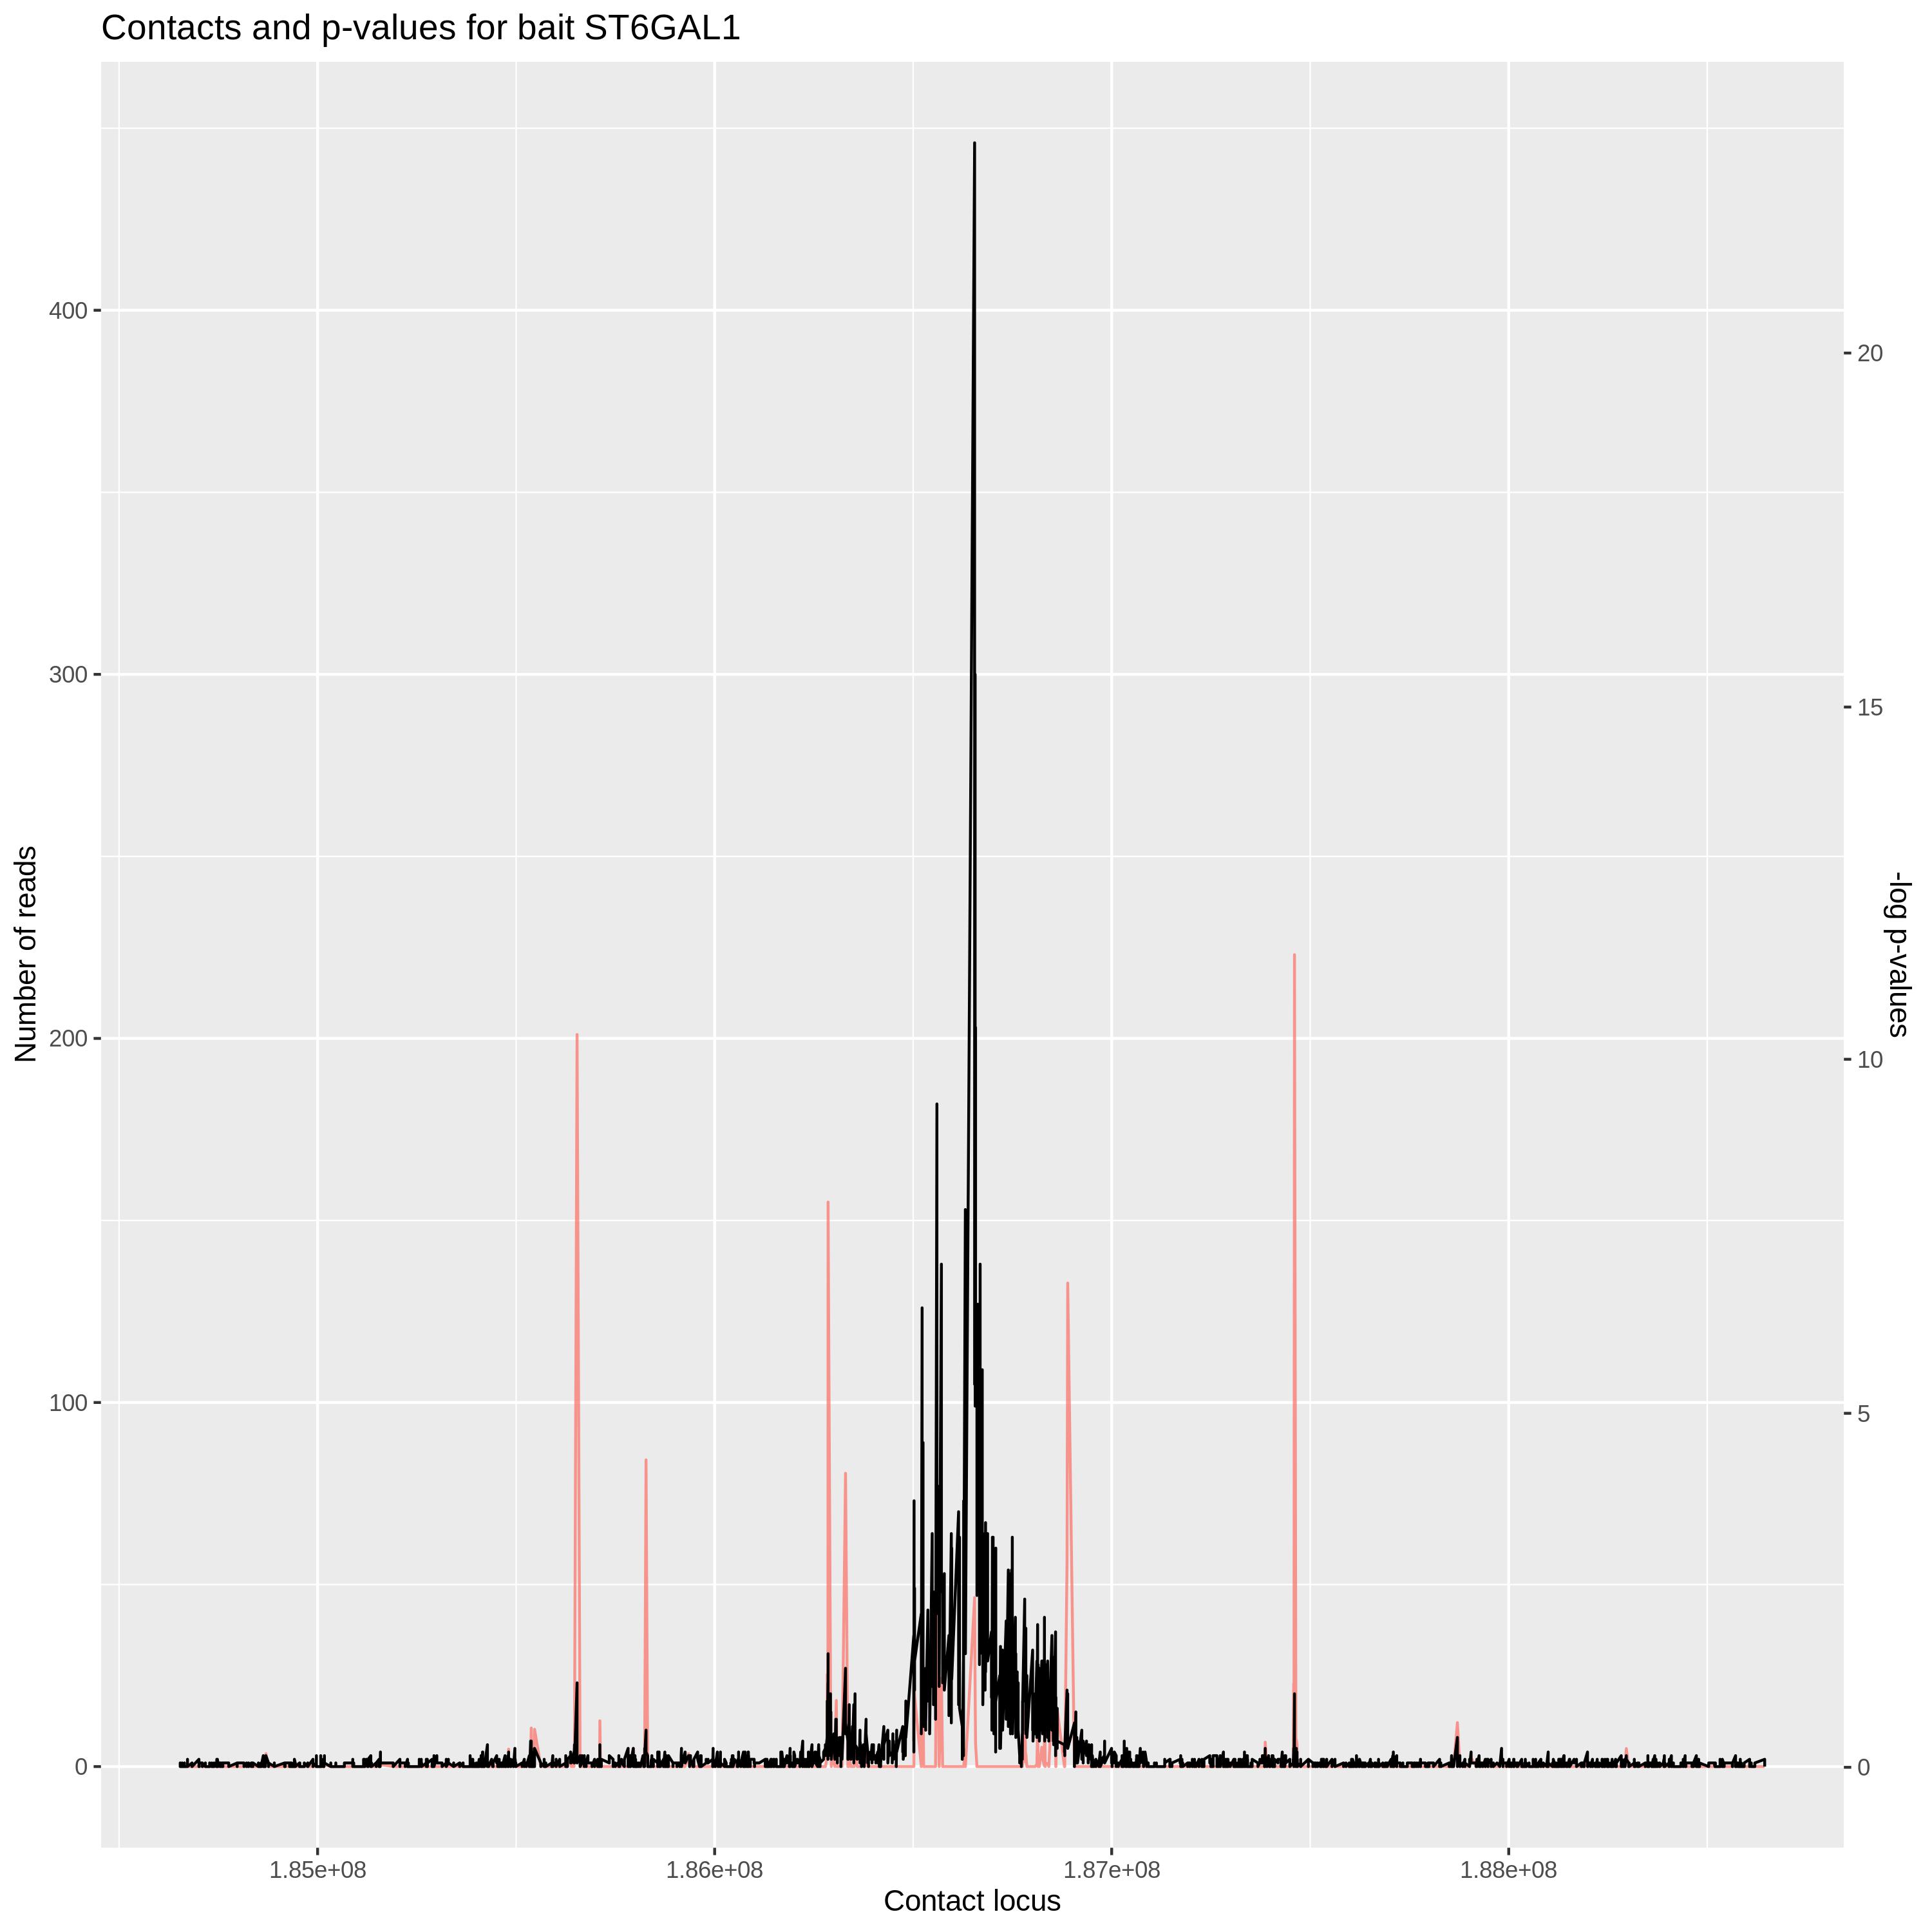 Contacts and p-values for bait ST6GAL1
400
300
200
100
0
Number of reads
20
15
10
5
0
-log p-values
1.85e+08 1.86e+08 1.87e+08 1.88e+08
Contact locus